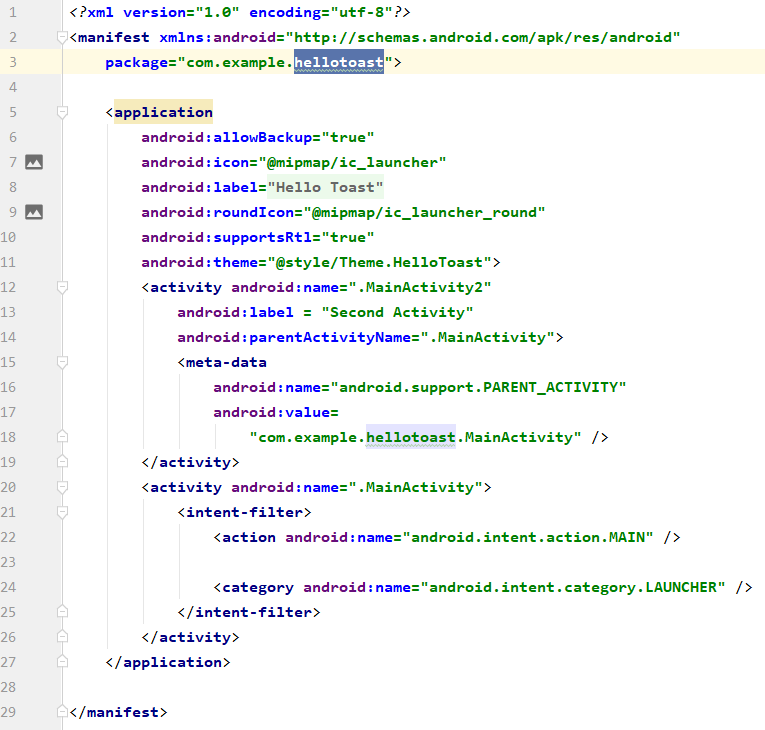 1 <?xml version="1.0" encoding="utf-8"?>
2 <manifest xmlns:android="http://schemas.android.com/apk/res/android"
3     package="com.example.hellotoast">
4
5     <application
6         android:allowBackup="true"
7         android:icon="@mipmap/ic_launcher"
8         android:label="Hello Toast"
9         android:roundIcon="@mipmap/ic_launcher_round"
10         android:supportsRtl="true"
11         android:theme="@style/Theme.HelloToast">
12         <activity android:name=".MainActivity2"
13             android:label = "Second Activity"
14             android:parentActivityName=".MainActivity">
15             <meta-data
16                 android:name="android.support.PARENT_ACTIVITY"
17                 android:value=
18                     "com.example.hellotoast.MainActivity" />
19         </activity>
20         <activity android:name=".MainActivity">
21             <intent-filter>
22                 <action android:name="android.intent.action.MAIN" />
23
24                 <category android:name="android.intent.category.LAUNCHER" />
25             </intent-filter>
26         </activity>
27     </application>
28
29 </manifest>